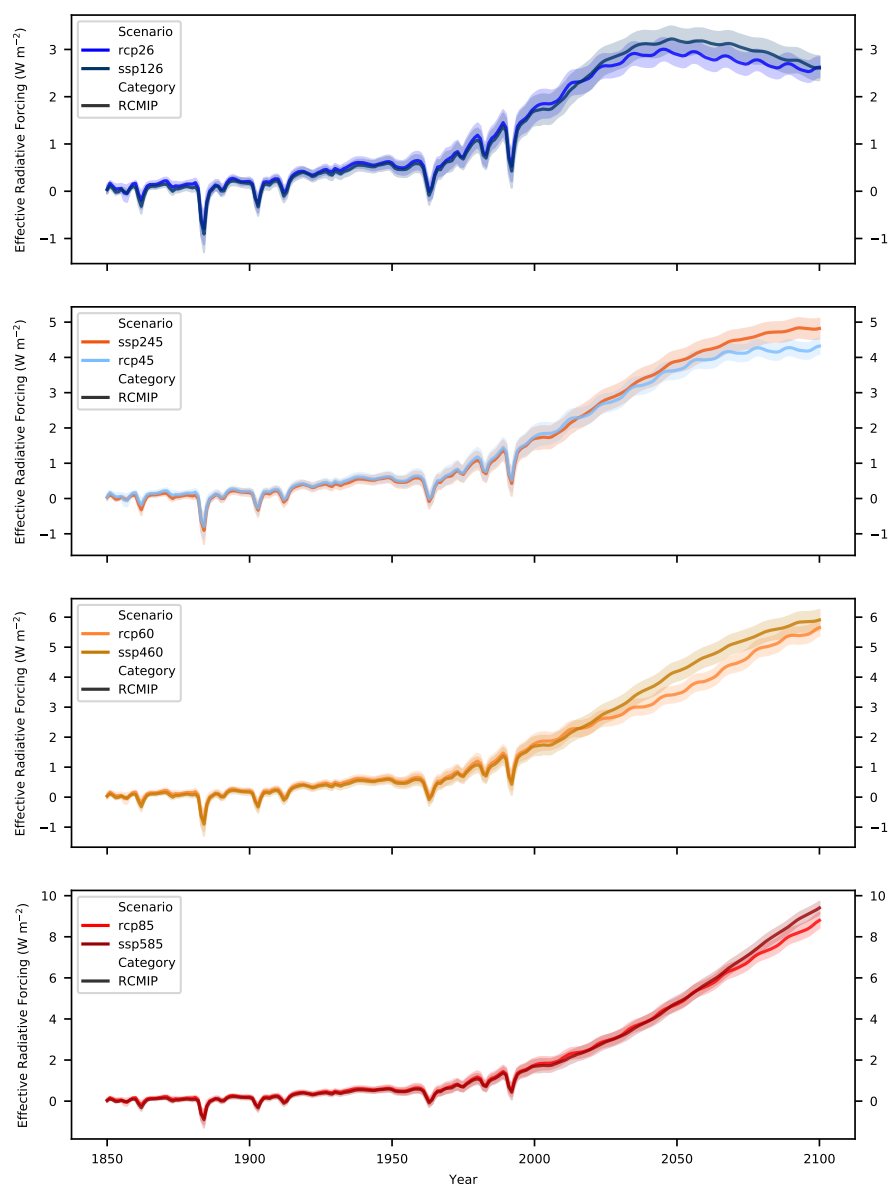 Effective Radiative Forcing (W m⁻²)
Scenario
rcp26
ssp126
Category
RCMIP
3
2
1
0
−1
3
2
1
0
−1
Effective Radiative Forcing (W m⁻²)
Scenario
ssp245
rcp45
Category
RCMIP
5
4
3
2
1
0
−1
5
4
3
2
1
0
−1
Effective Radiative Forcing (W m⁻²)
Scenario
rcp60
ssp460
Category
RCMIP
6
5
4
3
2
1
0
−1
6
5
4
3
2
1
0
−1
Effective Radiative Forcing (W m⁻²)
Scenario
rcp85
ssp585
Category
RCMIP
10
8
6
4
2
0
10
8
6
4
2
0
1850 1900 1950 2000 2050 2100
Year